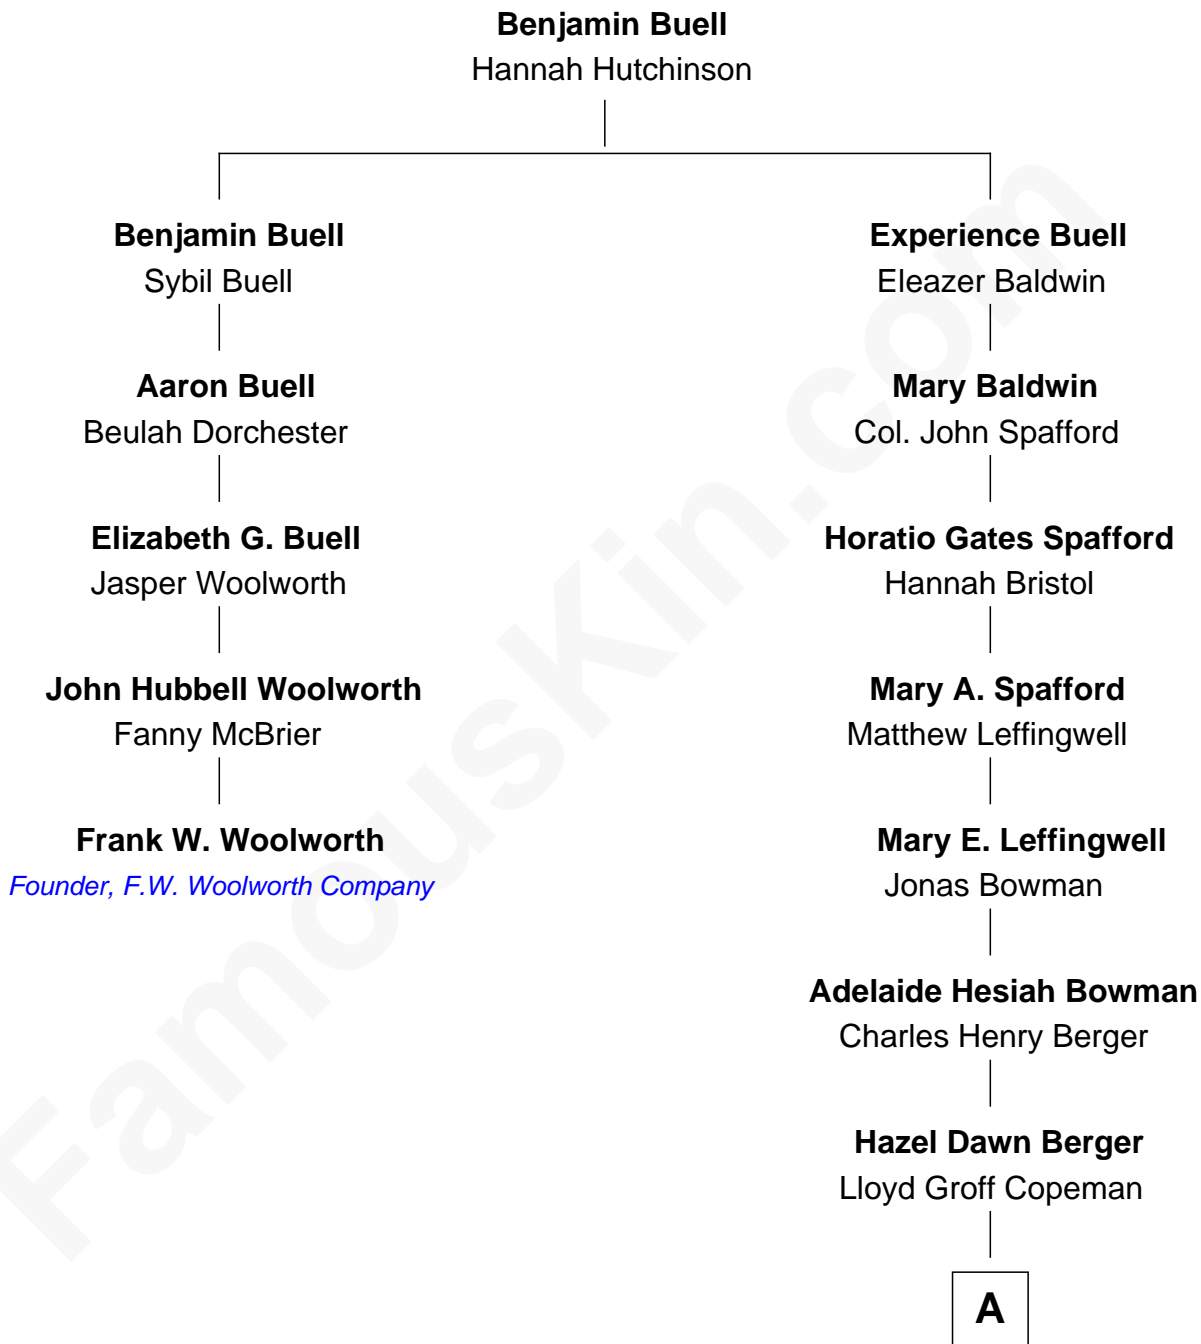 Benjamin Buell
Hannah Hutchinson
Benjamin Buell
Sybil Buell
Experience Buell
Eleazer Baldwin
Aaron Buell
Beulah Dorchester
Mary Baldwin
Col. John Spafford
Elizabeth G. Buell
Jasper Woolworth
Horatio Gates Spafford
Hannah Bristol
John Hubbell Woolworth
Fanny McBrier
Mary A. Spafford
Matthew Leffingwell
Frank W. Woolworth
Founder, F.W. Woolworth Company
Mary E. Leffingwell
Jonas Bowman
Adelaide Hesiah Bowman
Charles Henry Berger
Hazel Dawn Berger
Lloyd Groff Copeman
A
FamousKin.com